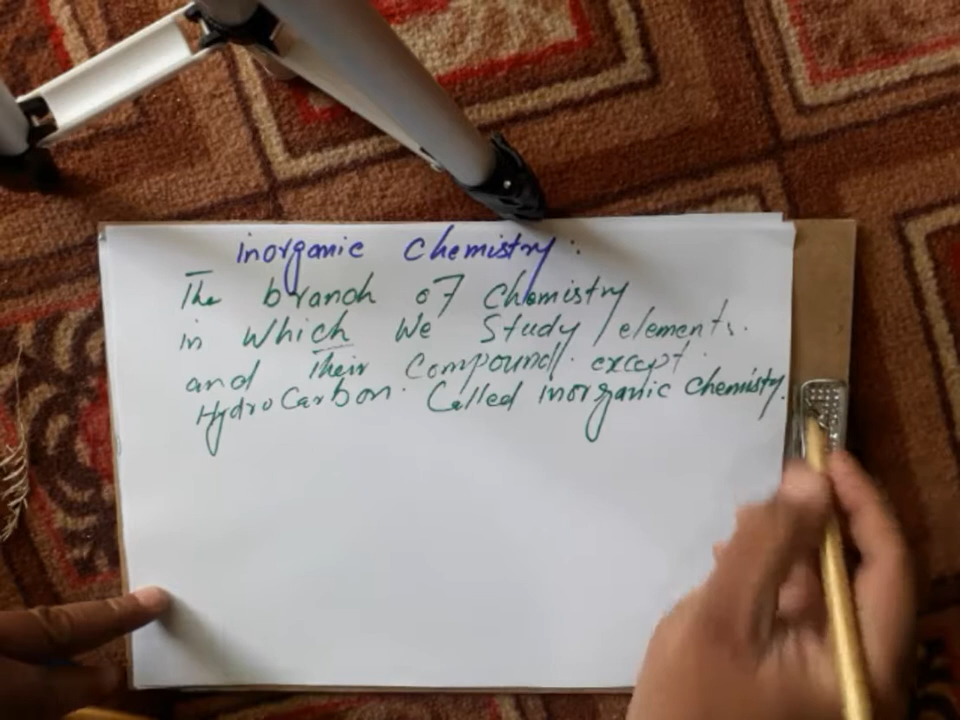 inorganic chemistry:
The branch of chemistry
in which we study elements.
and Their Compound. except.
Hydrocarbon. Called inorganic chemistry.